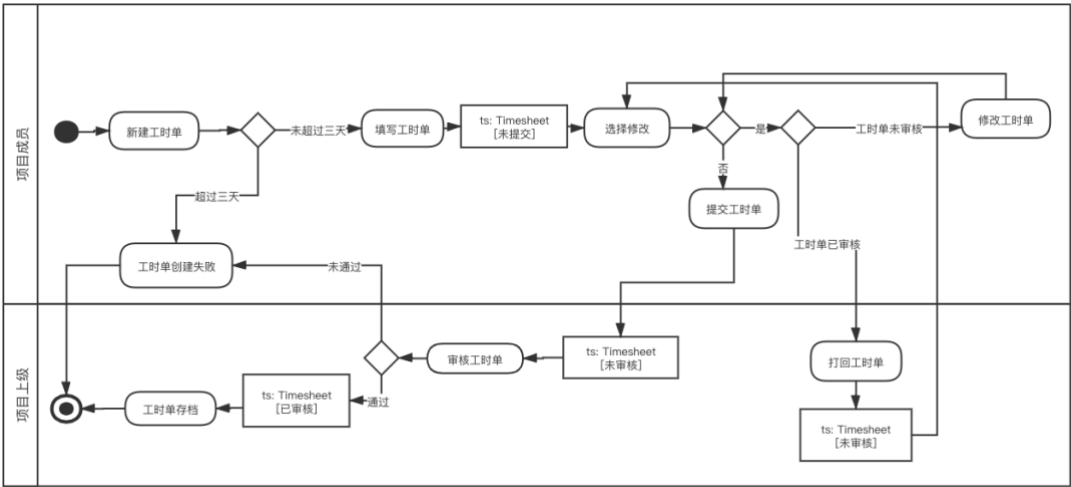 项目成员
新建工时单
未超过三天
填写工时单
ts: Timesheet
[未提交]
选择修改
是
工时单未审核
修改工时单
否
提交工时单
超过三天
工时单已审核
工时单创建失败
未通过
项目上级
ts: Timesheet
[未审核]
审核工时单
打回工时单
ts: Timesheet
[已审核]
通过
工时单存档
ts: Timesheet
[未审核]